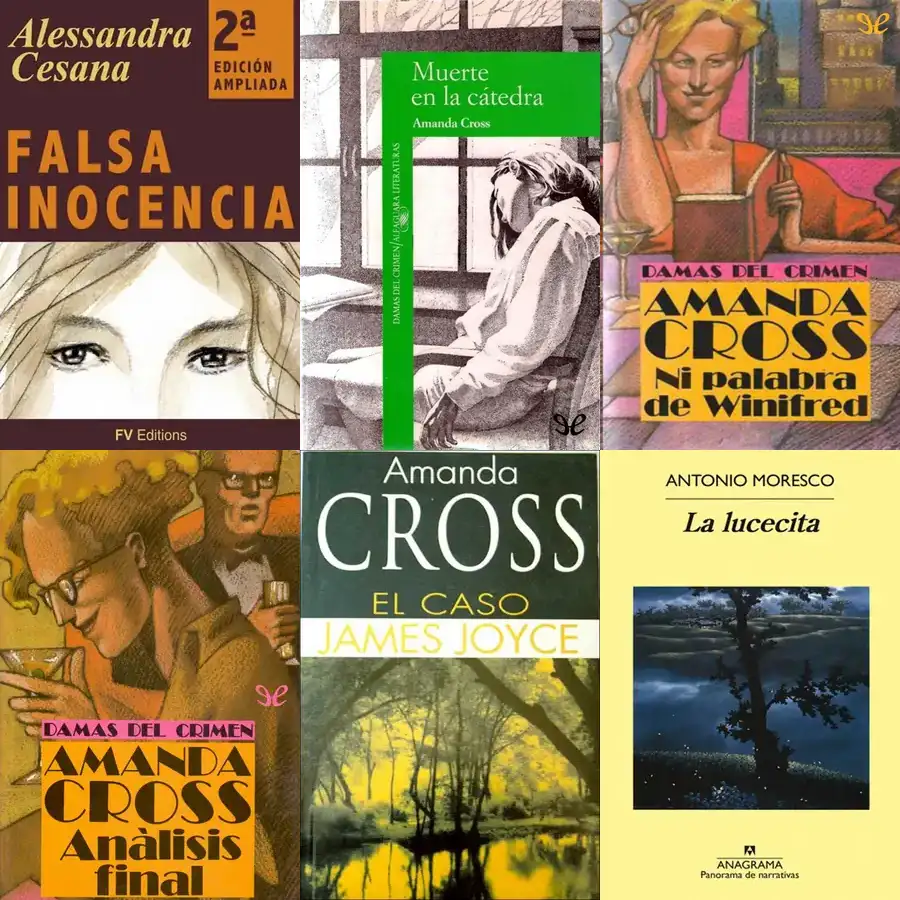 Alessandra
Cesana
2ª
EDICIÓN
AMPLIADA
FALSA
INOCENCIA
FV Editions
Muerte
en la cátedra
Amanda Cross
DAMAS DEL CRIMEN/ALFAGUARA LITERATURAS
DAMAS DEL CRIMEN
AMANDA
CROSS
Ni palabra
de Winifred
DAMAS DEL CRIMEN
AMANDA
CROSS
Anàlisis
final
Amanda
CROSS
EL CASO
JAMES JOYCE
ANTONIO MORESCO
La lucecita
ANAGRAMA
Panorama de narrativas